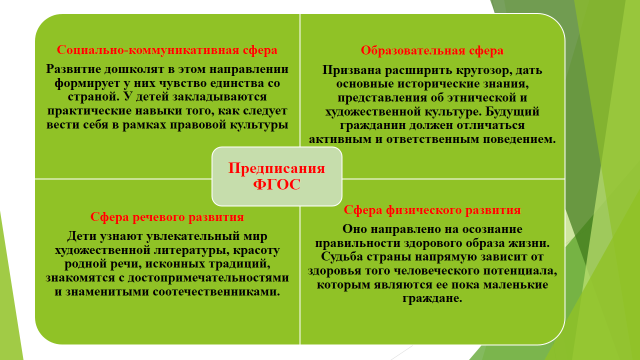 Социально-коммуникативная сфера
Развитие дошколят в этом направлении
формирует у них чувство единства со
страной. У детей закладываются
практические навыки того, как следует
вести себя в рамках правовой культуры
Образовательная сфера
Призвана расширить кругозор, дать
основные исторические знания,
представления об этнической и
художественной культуре. Будущий
гражданин должен отличаться
активным и ответственным поведением.
Предписания
ФГОС
Сфера речевого развития
Дети узнают увлекательный мир
художественной литературы, красоту
родной речи, исконных традиций,
знакомятся с достопримечательностями
и знаменитыми соотечественниками.
Сфера физического развития
Оно направлено на осознание
правильности здорового образа жизни.
Судьба страны напрямую зависит от
здоровья того человеческого потенциала,
которым являются ее пока маленькие
граждане.